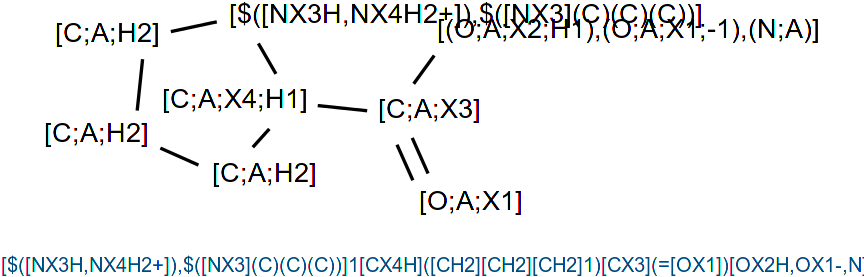 [$([NX3H,NX4H2+]),$([NX3](C)(C)(C))]
[C;A;H2]
[(O;A;X2;H1),(O;A;X1;-1),(N;A)]
[C;A;X4;H1]
[C;A;X3]
[C;A;H2]
[C;A;H2]
[O;A;X1]
[$([NX3H,NX4H2+]),$([NX3](C)(C)(C))]1[CX4H]([CH2][CH2][CH2]1)[CX3](=[OX1])[OX2H,OX1-,N